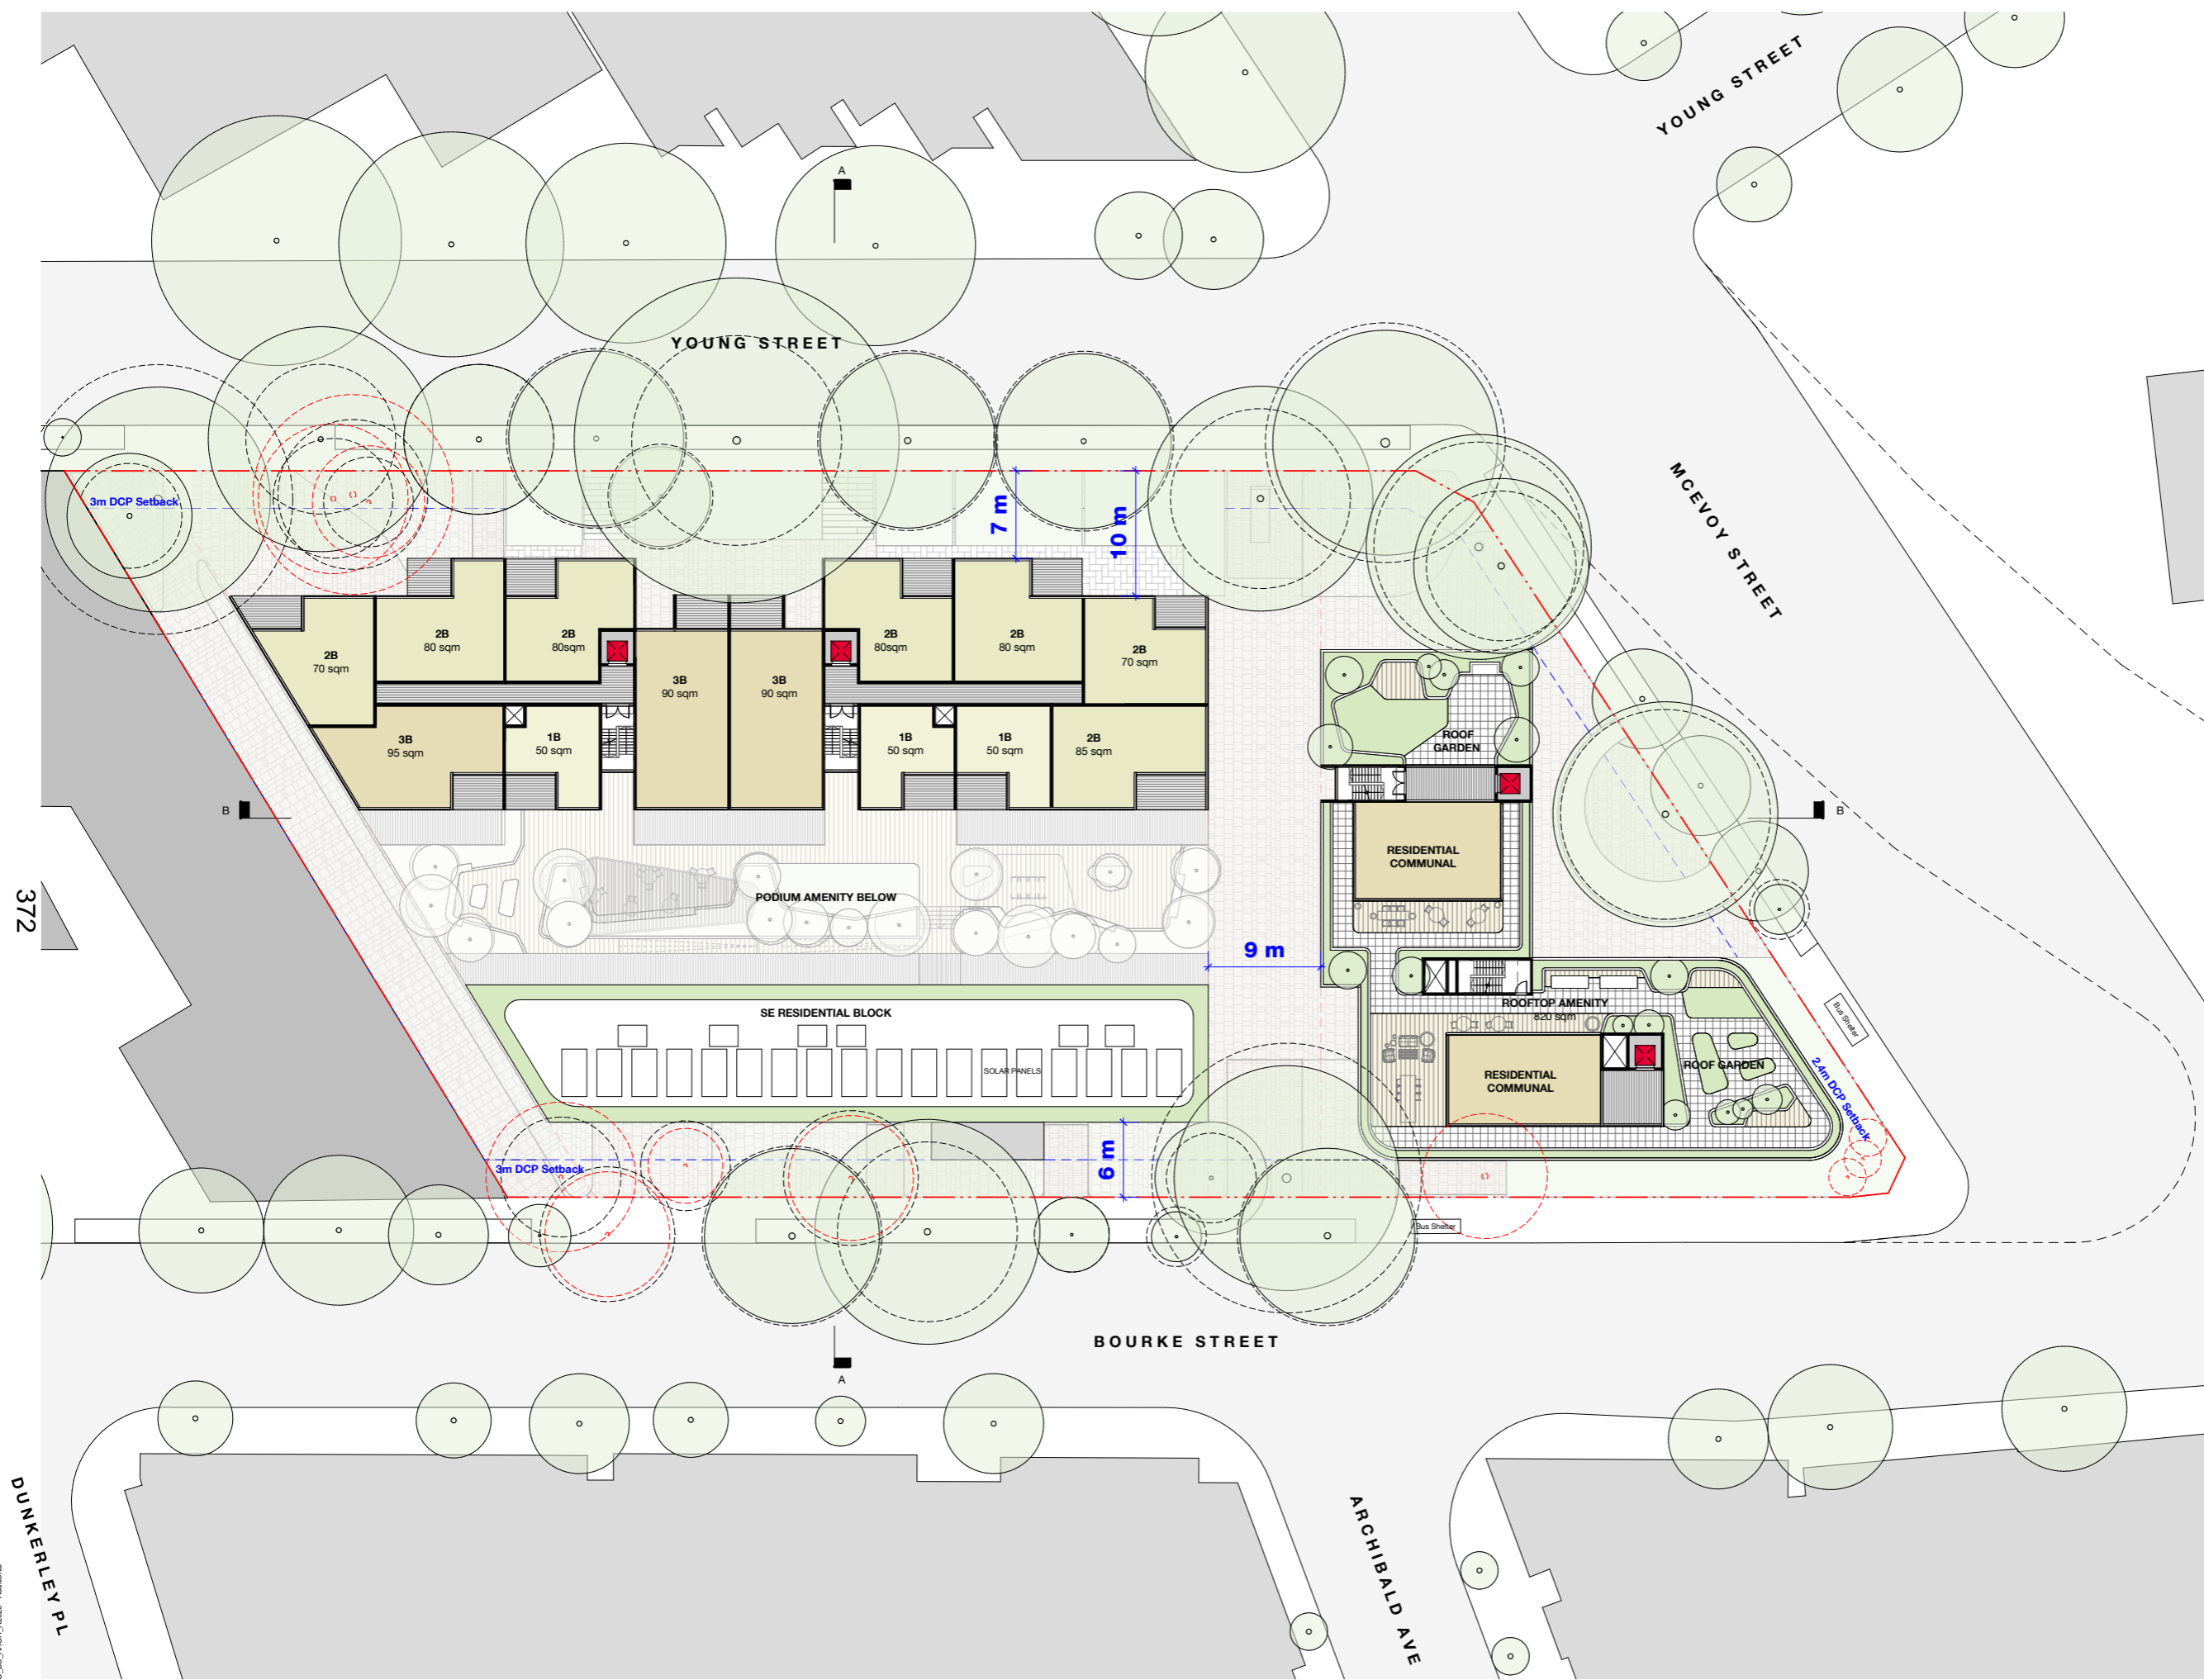 YOUNG STREET
A
YOUNG STREET
MCEVOY STREET
3m DCP Setback
7 m
10 m
2B
70 sqm
2B
80 sqm
2B
80sqm
3B
90 sqm
3B
90 sqm
2B
80sqm
2B
80 sqm
2B
70 sqm
3B
95 sqm
1B
50 sqm
1B
50 sqm
1B
50 sqm
2B
85 sqm
ROOF
GARDEN
B
B
RESIDENTIAL
COMMUNAL
372
PODIUM AMENITY BELOW
9 m
SE RESIDENTIAL BLOCK
SOLAR PANELS
ROOFTOP AMENITY
820 sqm
Bus Shelter
ROOF GARDEN
RESIDENTIAL
COMMUNAL
2.4m DCP Setback
6 m
3m DCP Setback
Bus Shelter
BOURKE STREET
A
DUNKERLEY PL
ARCHIBALD AVE